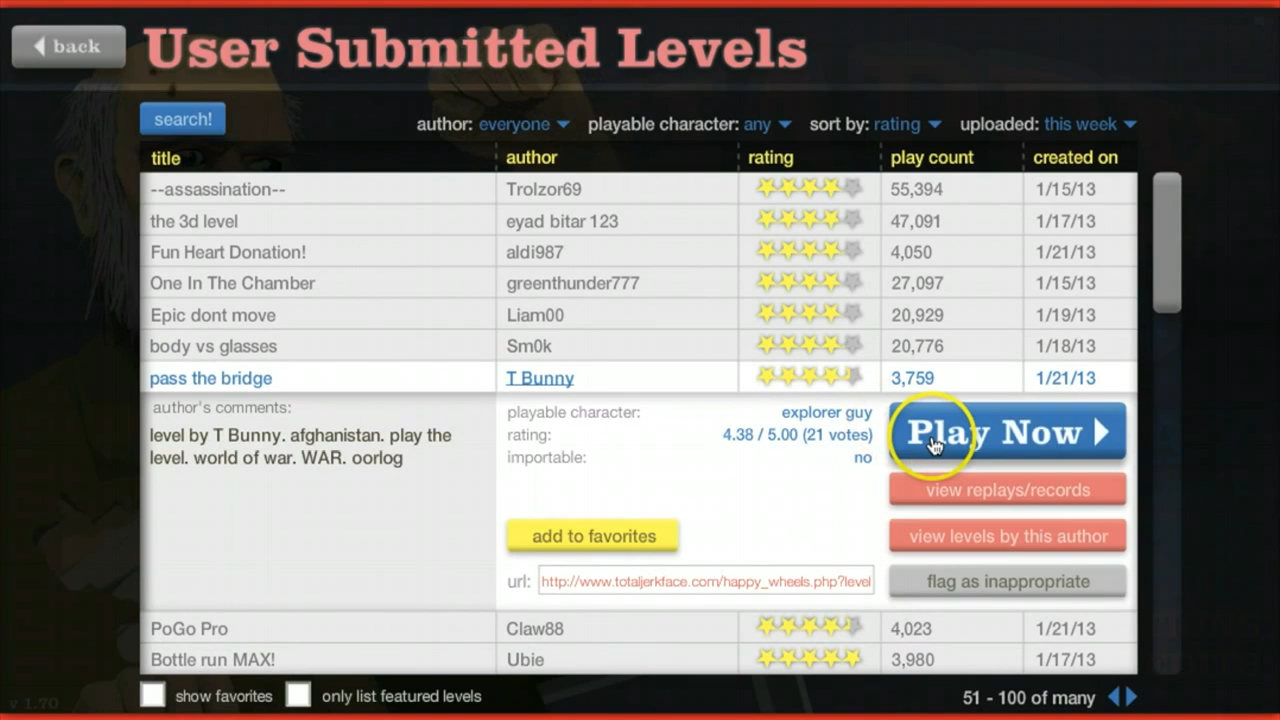 back
User Submitted Levels
search!
author: everyone playable character: any sort by: rating uploaded: this week
title author rating play count created on
--assassination-- Trolzor69 55,394 1/15/13
the 3d level eyad bitar 123 47,091 1/17/13
Fun Heart Donation! aldi987 4,050 1/21/13
One In The Chamber greenthunder777 27,097 1/15/13
Epic dont move Liam00 20,929 1/19/13
body vs glasses Sm0k 20,776 1/18/13
pass the bridge T Bunny 3,759 1/21/13
author's comments:
level by T Bunny. afghanistan. play the
level. world of war. WAR. oorlog
playable character: explorer guy
rating: 4.38 / 5.00 (21 votes)
importable: no
add to favorites
url: http://www.totaljerkface.com/happy_wheels.php?level
Play Now
view replays/records
view levels by this author
flag as inappropriate
PoGo Pro Claw88 4,023 1/21/13
Bottle run MAX! Ubie 3,980 1/17/13
v 1.70 show favorites only list featured levels 51 - 100 of many